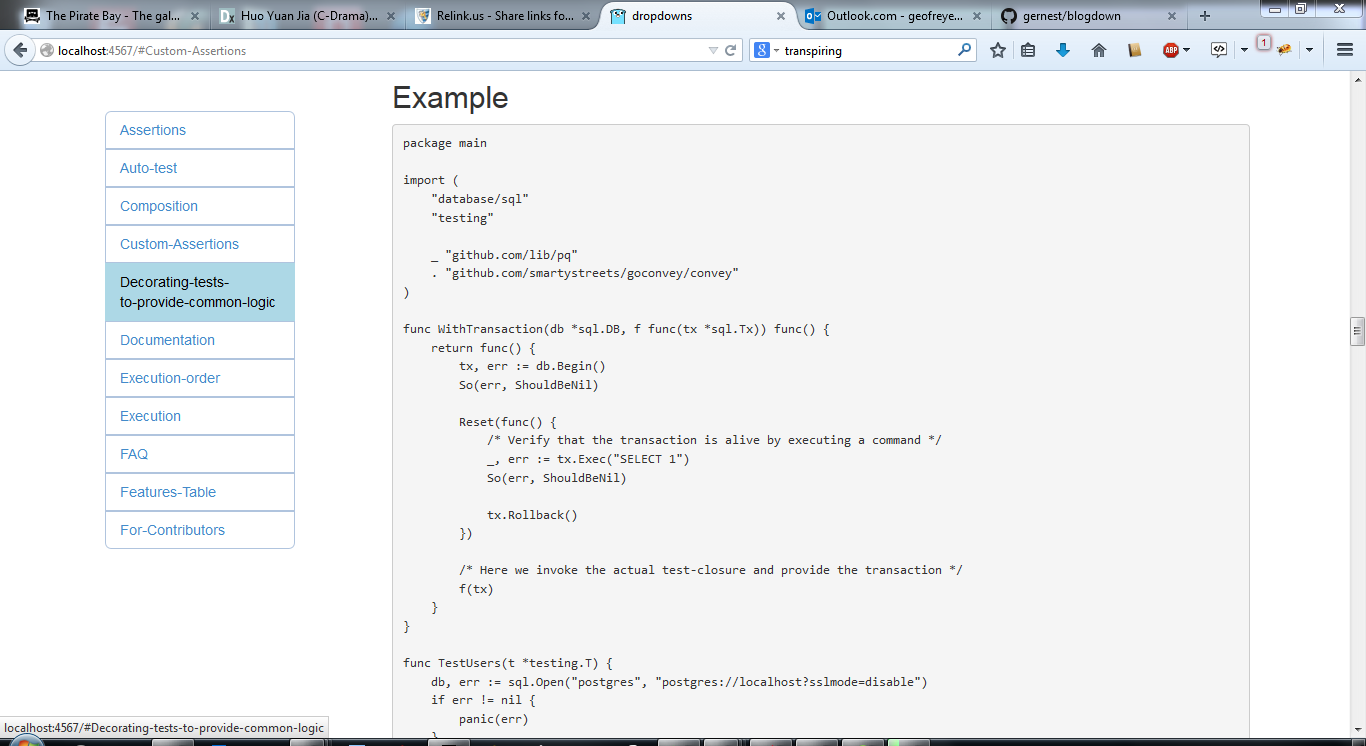 The Pirate Bay - The gal...
Huo Yuan Jia (C-Drama)...
Relink.us - Share links fo...
dropdowns
Outlook.com - geofreye...
gernest/blogdown
localhost:4567/#Custom-Assertions
transpiring
ABP
1
Assertions
Auto-test
Composition
Custom-Assertions
Decorating-tests-
to-provide-common-logic
Documentation
Execution-order
Execution
FAQ
Features-Table
For-Contributors
Example
package main
import (
"database/sql"
"testing"
_ "github.com/lib/pq"
. "github.com/smartystreets/goconvey/convey"
)
func WithTransaction(db *sql.DB, f func(tx *sql.Tx)) func() {
return func() {
tx, err := db.Begin()
So(err, ShouldBeNil)
Reset(func() {
/* Verify that the transaction is alive by executing a command */
_, err := tx.Exec("SELECT 1")
So(err, ShouldBeNil)
tx.Rollback()
})
/* Here we invoke the actual test-closure and provide the transaction */
f(tx)
}
}
func TestUsers(t *testing.T) {
db, err := sql.Open("postgres", "postgres://localhost?sslmode=disable")
if err != nil {
panic(err)
}
localhost:4567/#Decorating-tests-to-provide-common-logic